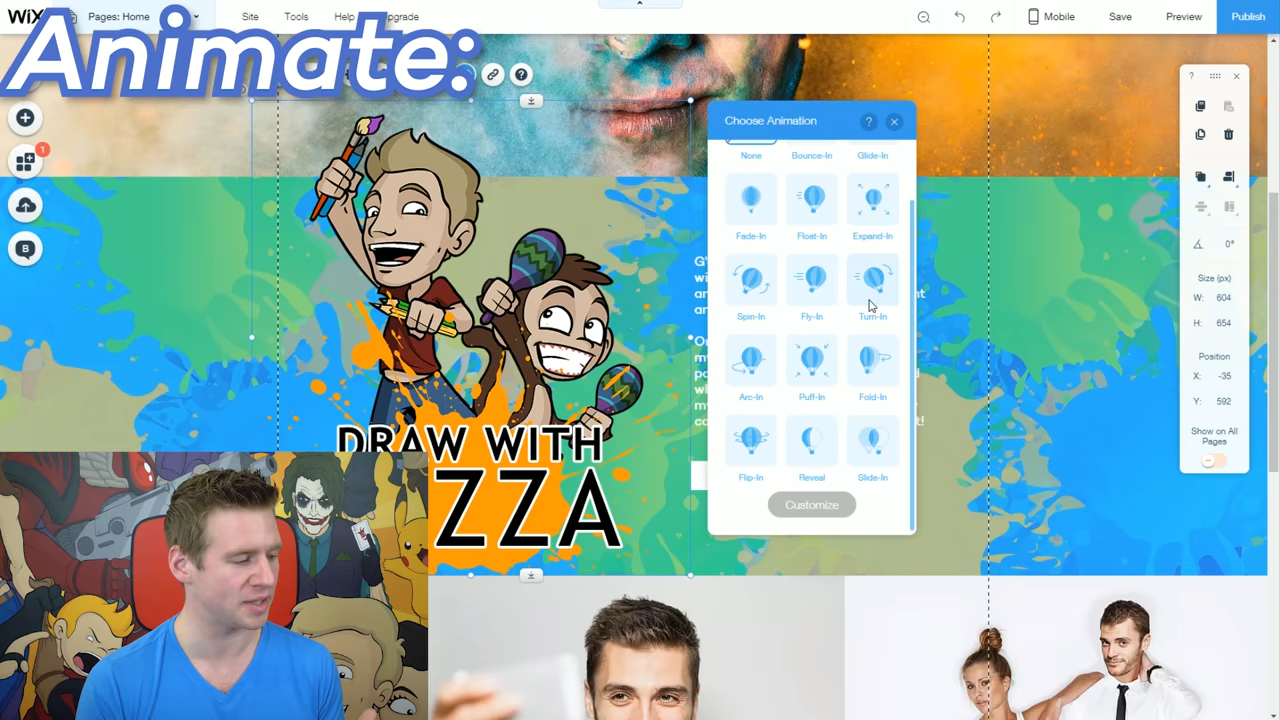 WiX
Pages: Home
Site
Tools
Help
Upgrade
Mobile
Save
Preview
Publish
Animate:
1
B
Choose Animation
?
None
Bounce-In
Glide-In
Fade-In
Float-In
Expand-In
Spin-In
Fly-In
Turn-In
Arc-In
Puff-In
Fold-In
Flip-In
Reveal
Slide-In
Customize
?
?
0°
Size (px)
W: 604
H: 654
Position
X: -35
Y: 592
Show on All
Pages
DRAW WITH
ZZA